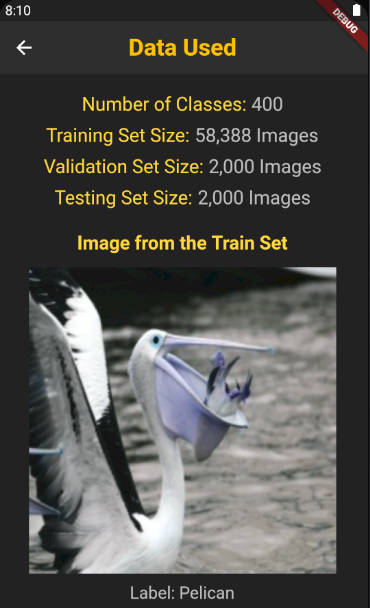 8:10
DEBUG
Data Used
Number of Classes: 400
Training Set Size: 58,388 Images
Validation Set Size: 2,000 Images
Testing Set Size: 2,000 Images
Image from the Train Set
Label: Pelican